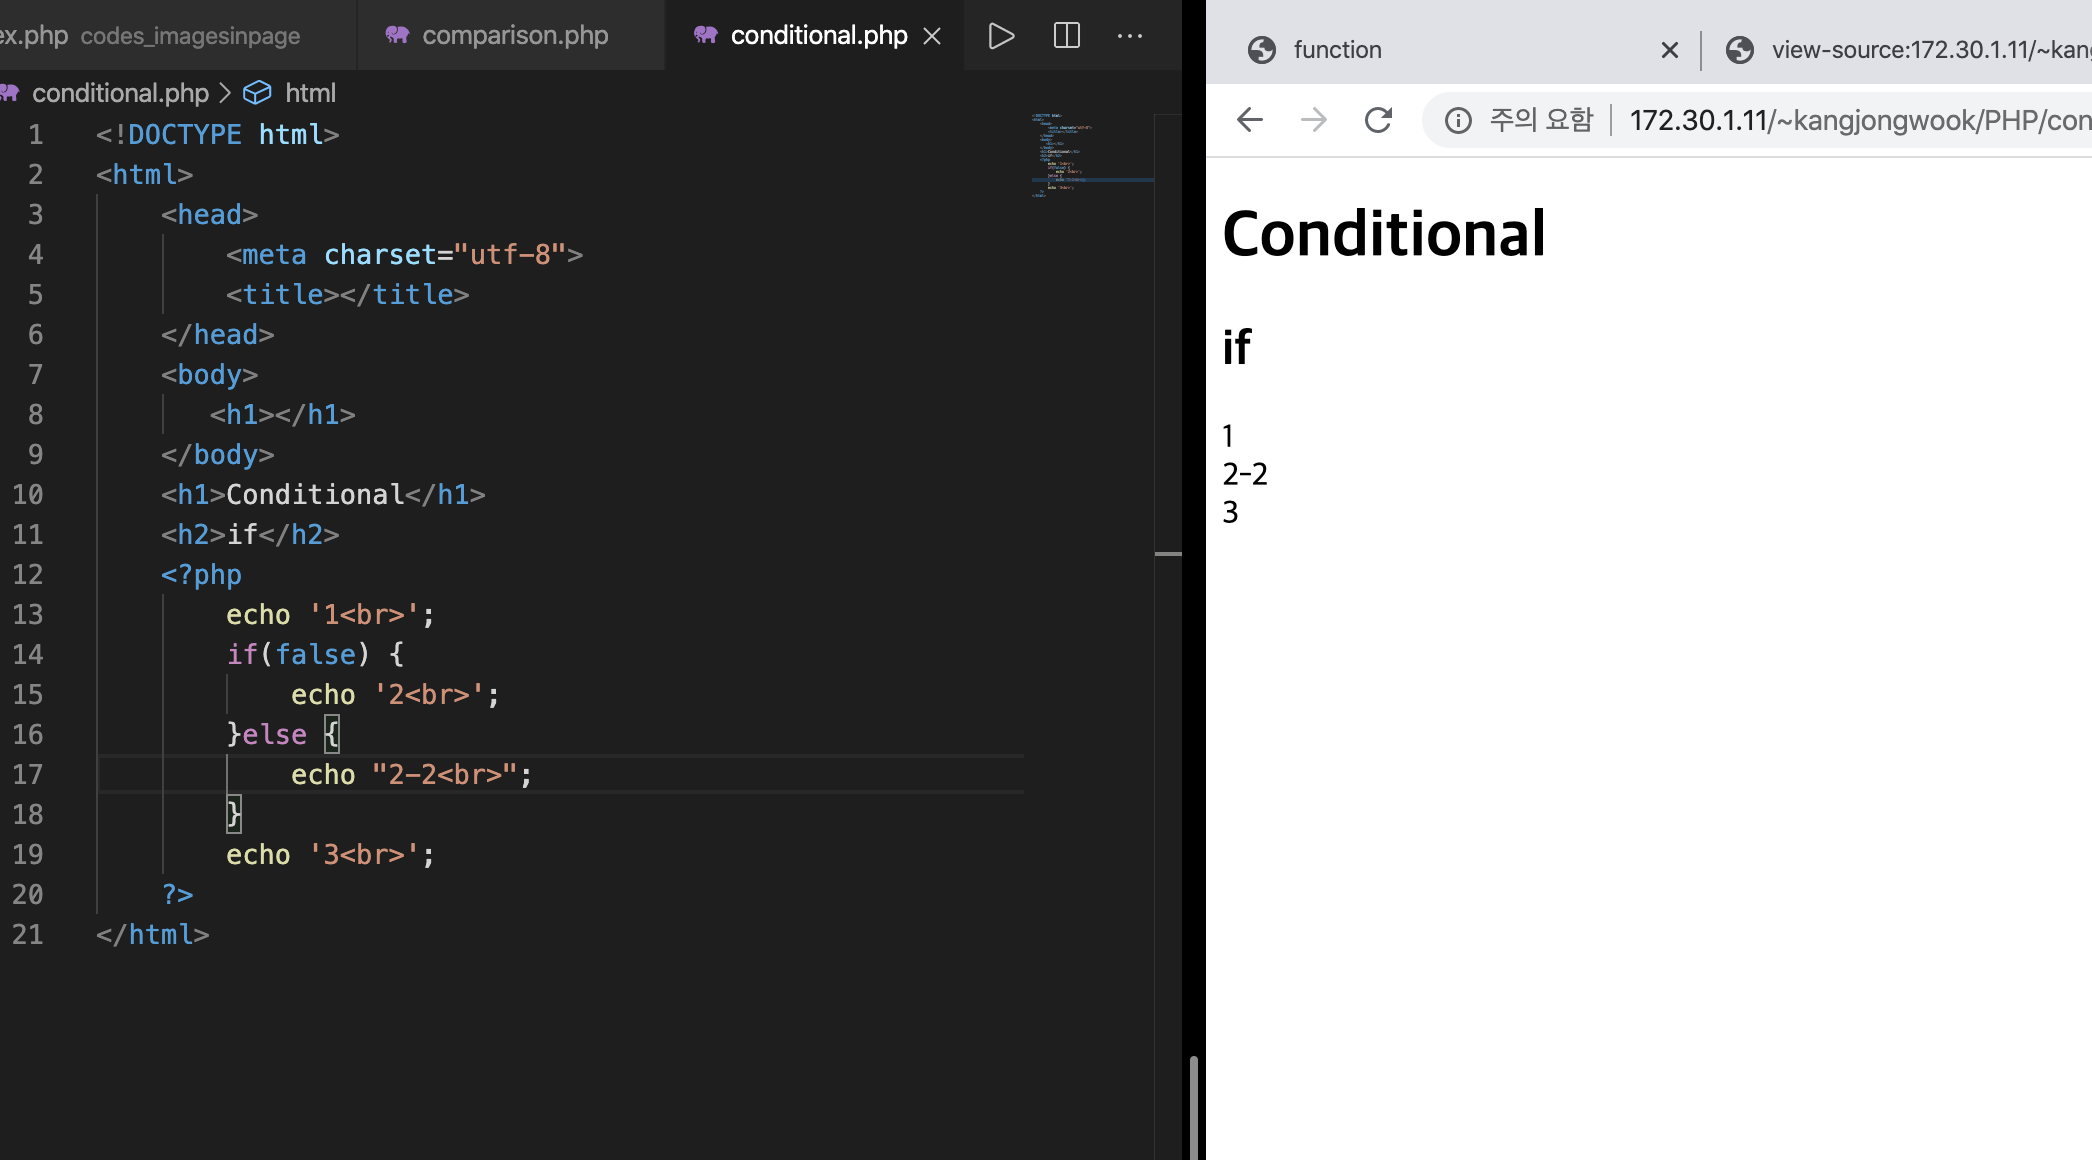 ex.php codes_imagesinpage
comparison.php
conditional.php
conditional.php > html
1 <!DOCTYPE html>
2 <html>
3 <head>
4 <meta charset="utf-8">
5 <title></title>
6 </head>
7 <body>
8 <h1></h1>
9 </body>
10 <h1>Conditional</h1>
11 <h2>if</h2>
12 <?php
13 echo '1<br>';
14 if(false) {
15 echo '2<br>';
16 }else {
17 echo "2-2<br>";
18 }
19 echo '3<br>';
20 ?>
21 </html>
function
view-source:172.30.1.11/~kang
주의 요함 172.30.1.11/~kangjongwook/PHP/con
Conditional
if
1
2-2
3